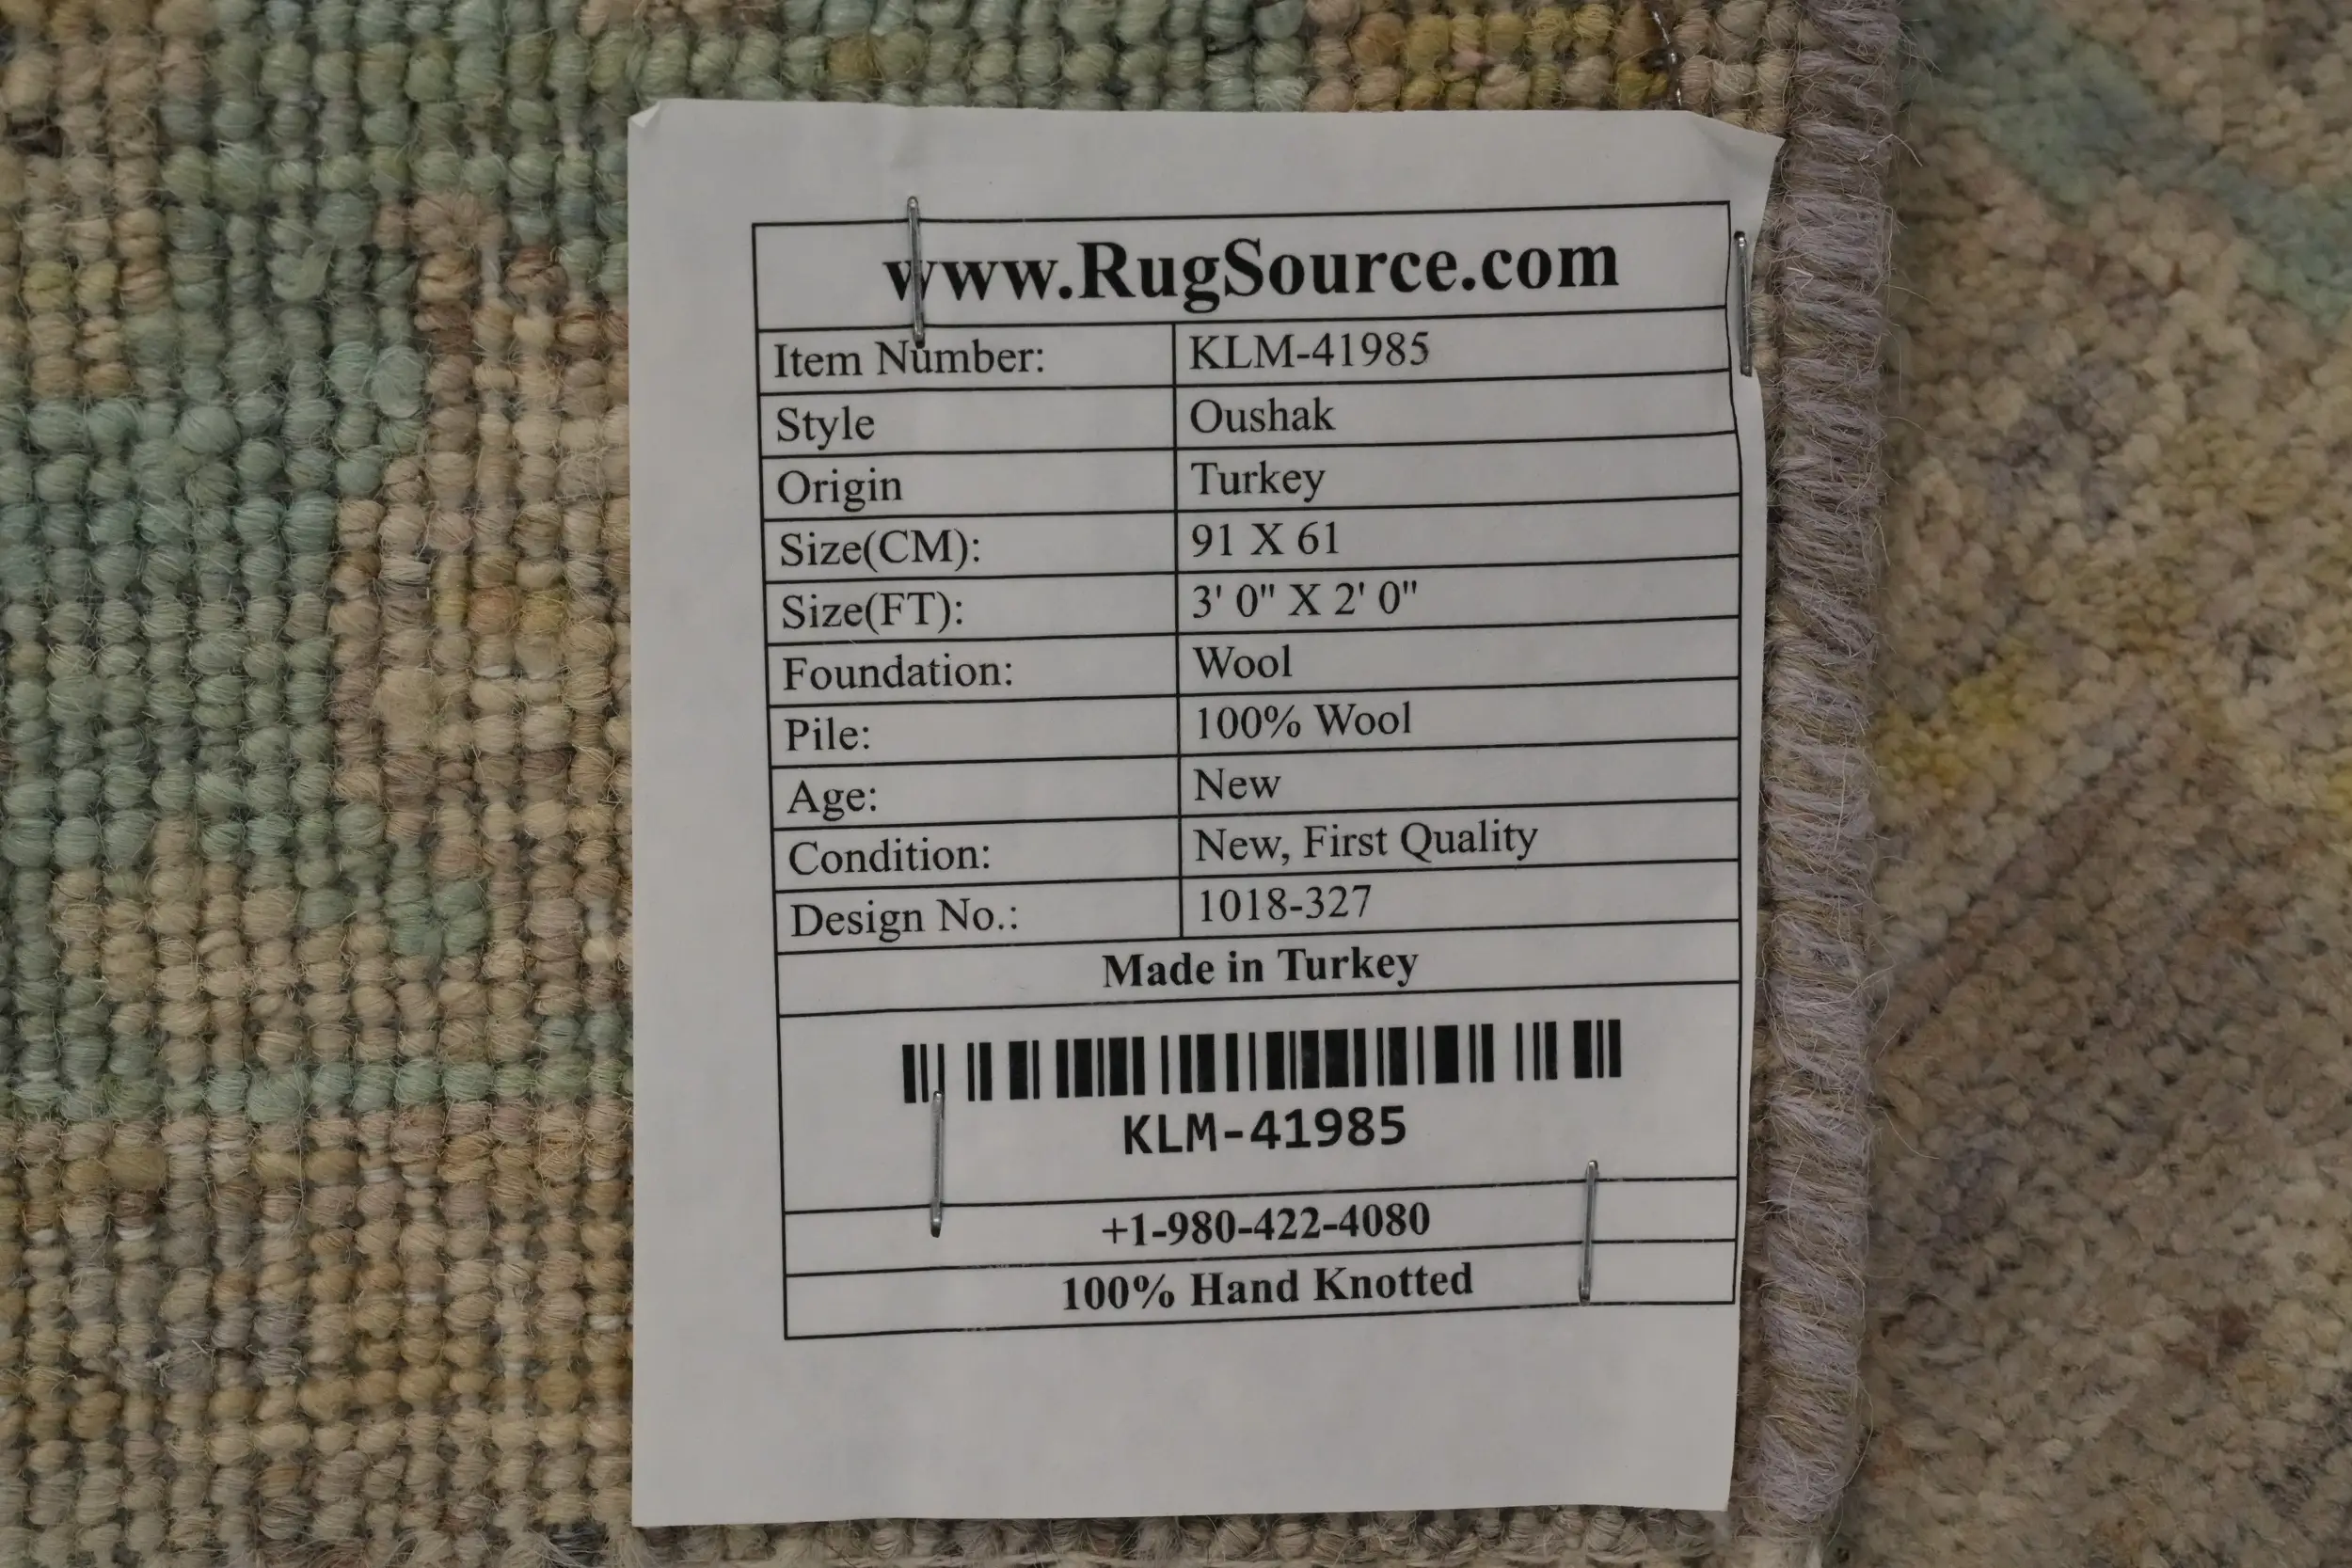 www.RugSource.com
Item Number: KLM-41985
Style Oushak
Origin Turkey
Size(CM): 91 X 61
Size(FT): 3' 0" X 2' 0"
Foundation: Wool
Pile: 100% Wool
Age: New
Condition: New, First Quality
Design No.: 1018-327
Made in Turkey
KLM-41985
+1-980-422-4080
100% Hand Knotted